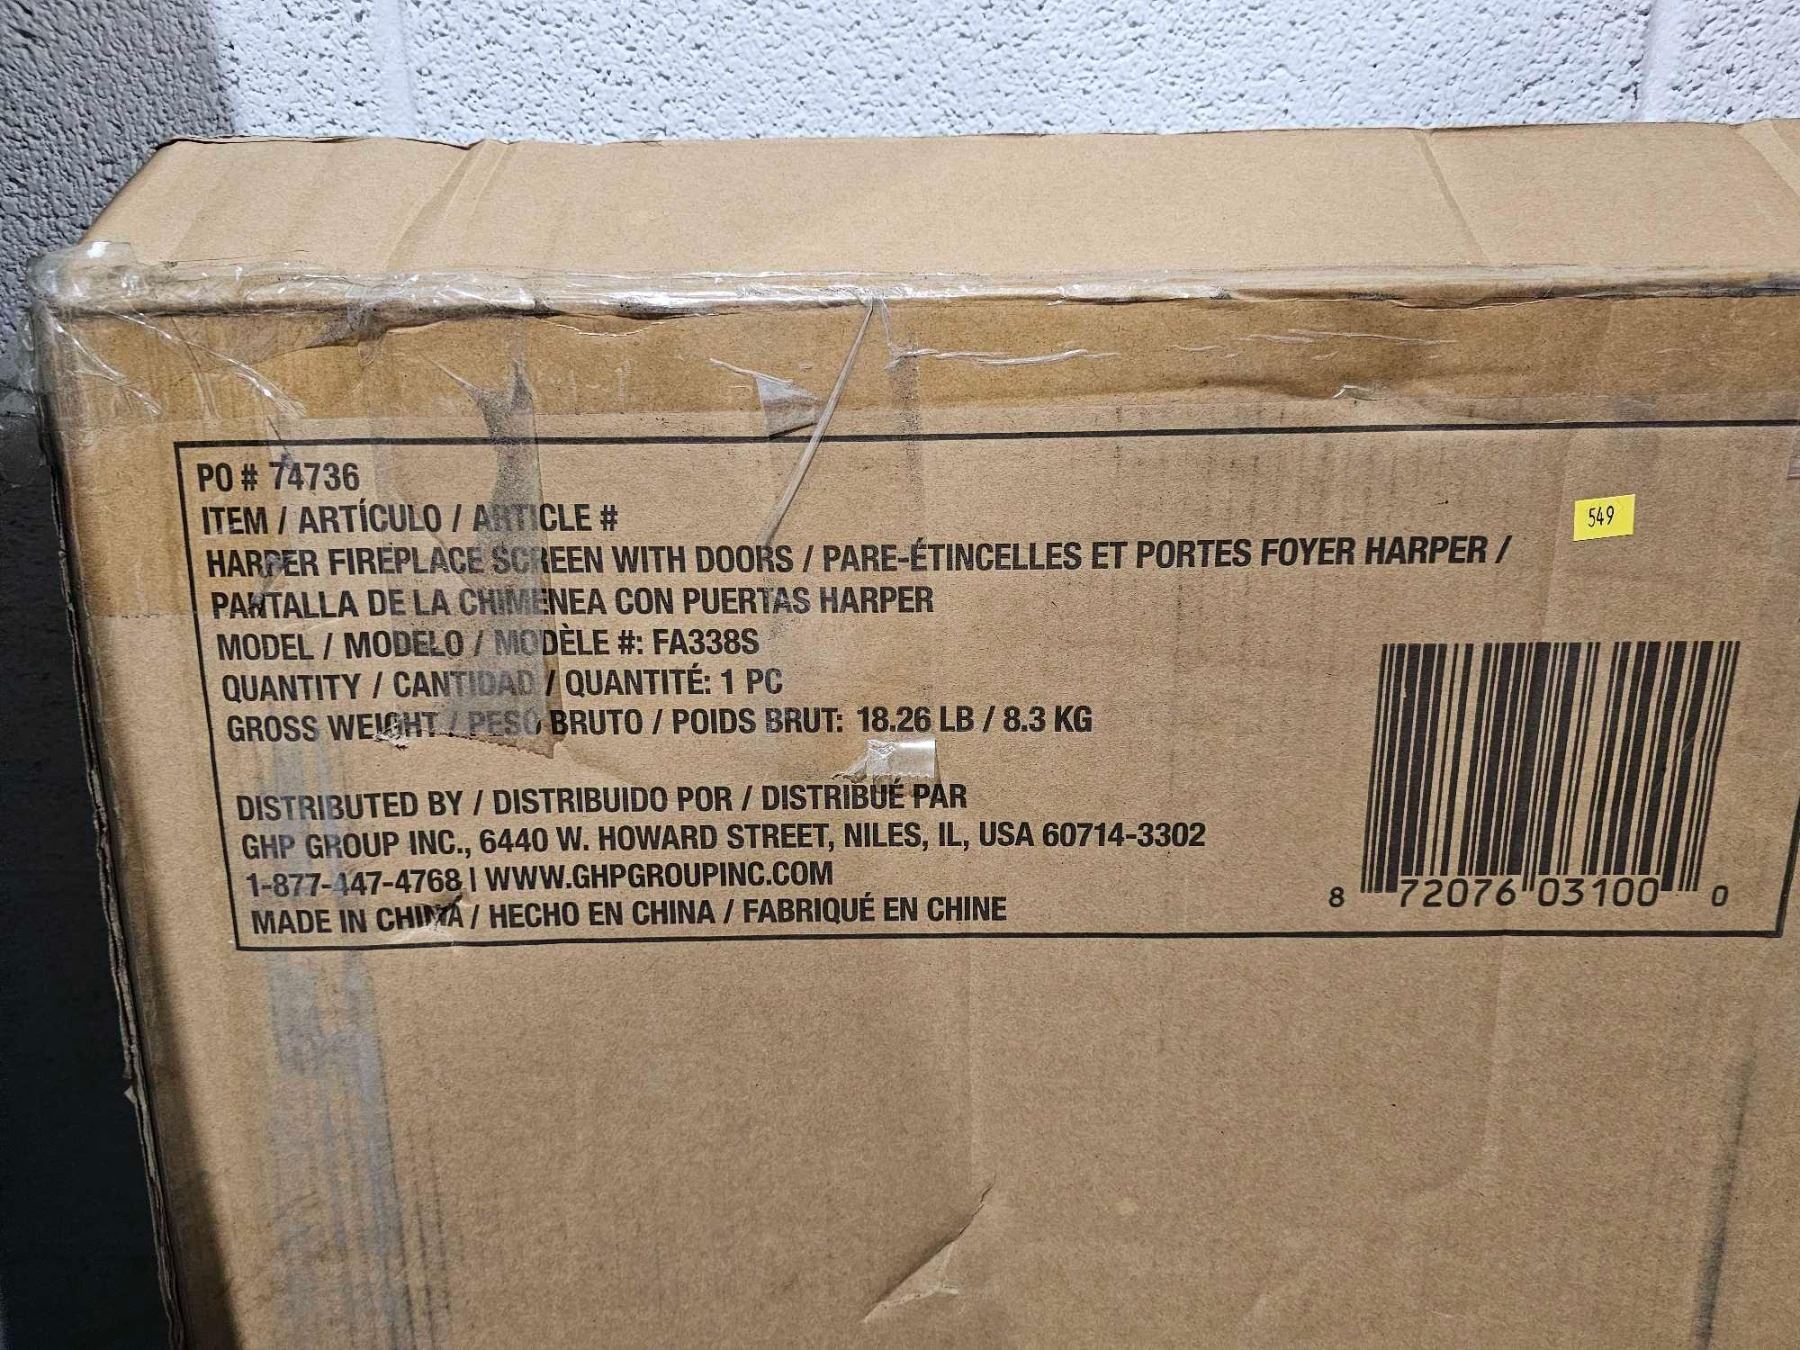 PO # 74736
ITEM / ARTÍCULO / ARTICLE #
HARPER FIREPLACE SCREEN WITH DOORS / PARE-ÉTINCELLES ET PORTES FOYER HARPER /
PANTALLA DE LA CHIMENEA CON PUERTAS HARPER
MODEL / MODELO / MODÈLE #: FA338S
QUANTITY / CANTIDAD / QUANTITÉ: 1 PC
GROSS WEIGHT / PESO BRUTO / POIDS BRUT: 18.26 LB / 8.3 KG
DISTRIBUTED BY / DISTRIBUIDO POR / DISTRIBUÉ PAR
GHP GROUP INC., 6440 W. HOWARD STREET, NILES, IL, USA 60714-3302
1-877-447-4768 | WWW.GHPGROUPINC.COM
MADE IN CHINA / HECHO EN CHINA / FABRIQUÉ EN CHINE
549
8 72076 03100 0